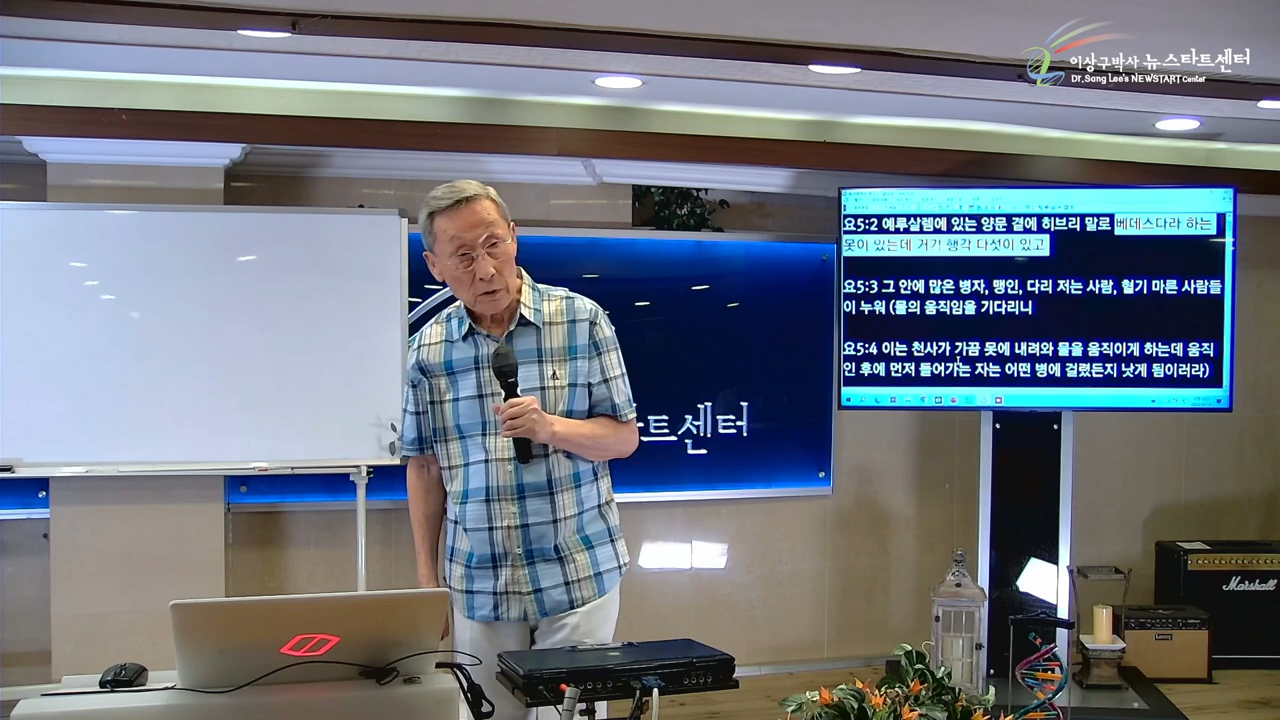 이상구박사 뉴스타트센터
Dr. Sang Lee's NEWSTART Center
요5:2 예루살렘에 있는 양문 곁에 히브리 말로 베데스다라 하는
못이 있는데 거기 행각 다섯이 있고
요5:3 그 안에 많은 병자, 맹인, 다리 저는 사람, 혈기 마른 사람들
이 누워 (물의 움직임을 기다리니
요5:4 이는 천사가 가끔 못에 내려와 물을 움직이게 하는데 움직
인 후에 먼저 들어가는 자는 어떤 병에 걸렸든지 낫게 됨이러라)
타트센터
Marshall
Laney